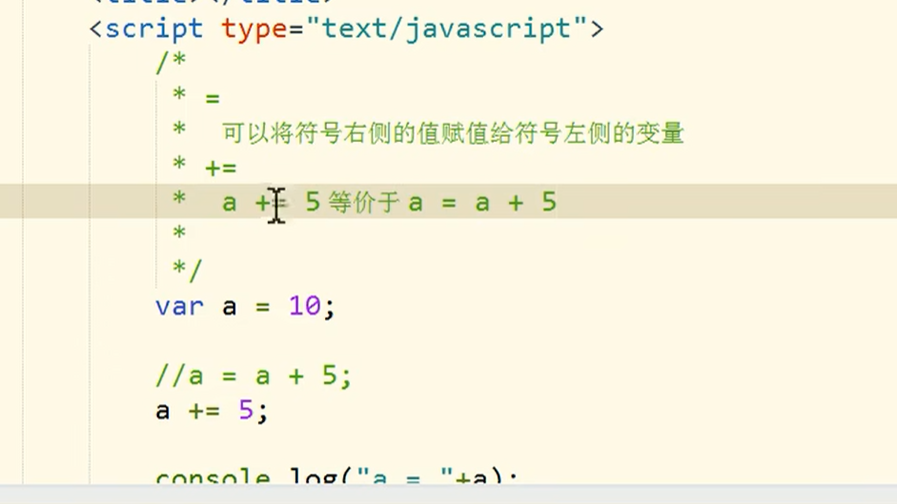 <title></title>
<script type="text/javascript">
/*
* =
* 可以将符号右侧的值赋值给符号左侧的变量
* +=
* a += 5 等价于 a = a + 5
*
*/
var a = 10;
//a = a + 5;
a += 5;
console.log("a = "+a);